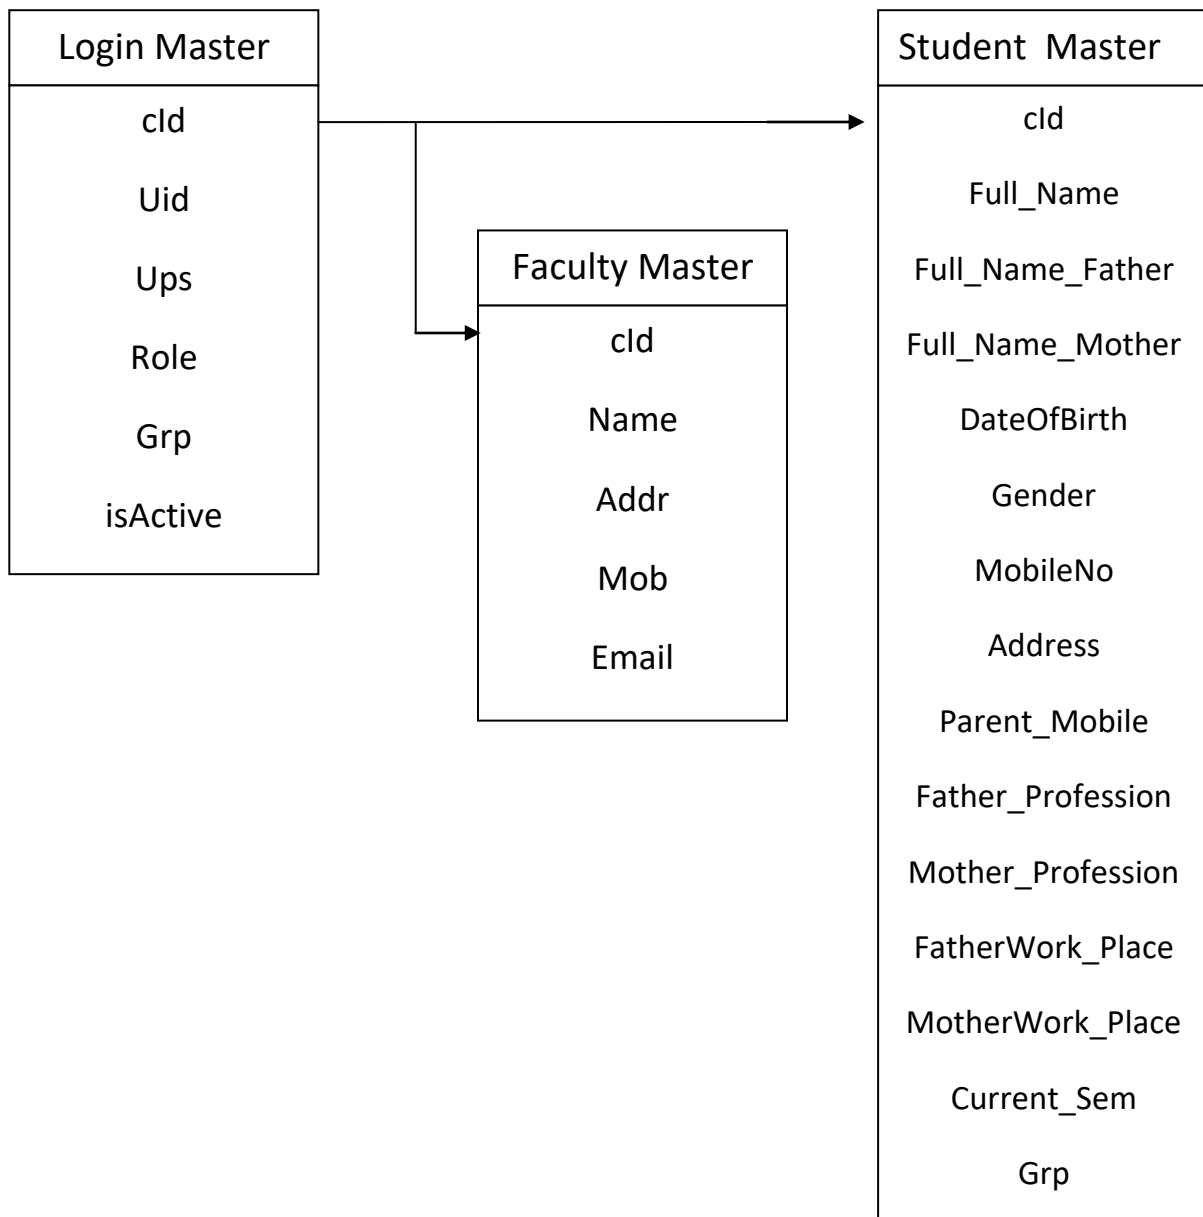 Login Master
cId
Uid
Ups
Role
Grp
isActive
Faculty Master
cId
Name
Addr
Mob
Email
Student  Master
cId
Full_Name
Full_Name_Father
Full_Name_Mother
DateOfBirth
Gender
MobileNo
Address
Parent_Mobile
Father_Profession
Mother_Profession
FatherWork_Place
MotherWork_Place
Current_Sem
Grp